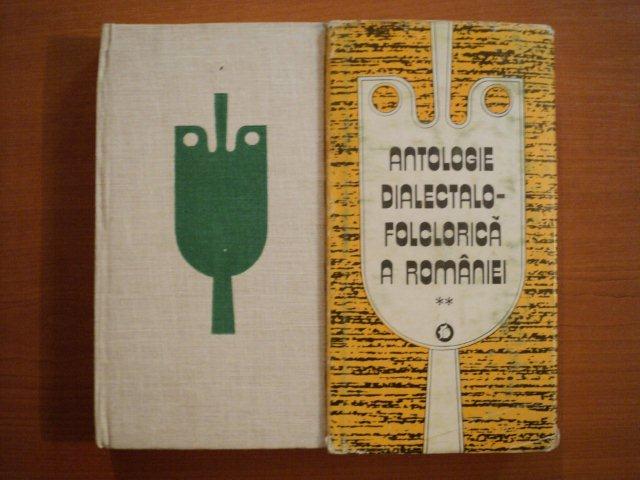 ANTOLOGIE
DIALECTALO-
FOLCLORICĂ
A ROMÂNIEI
**